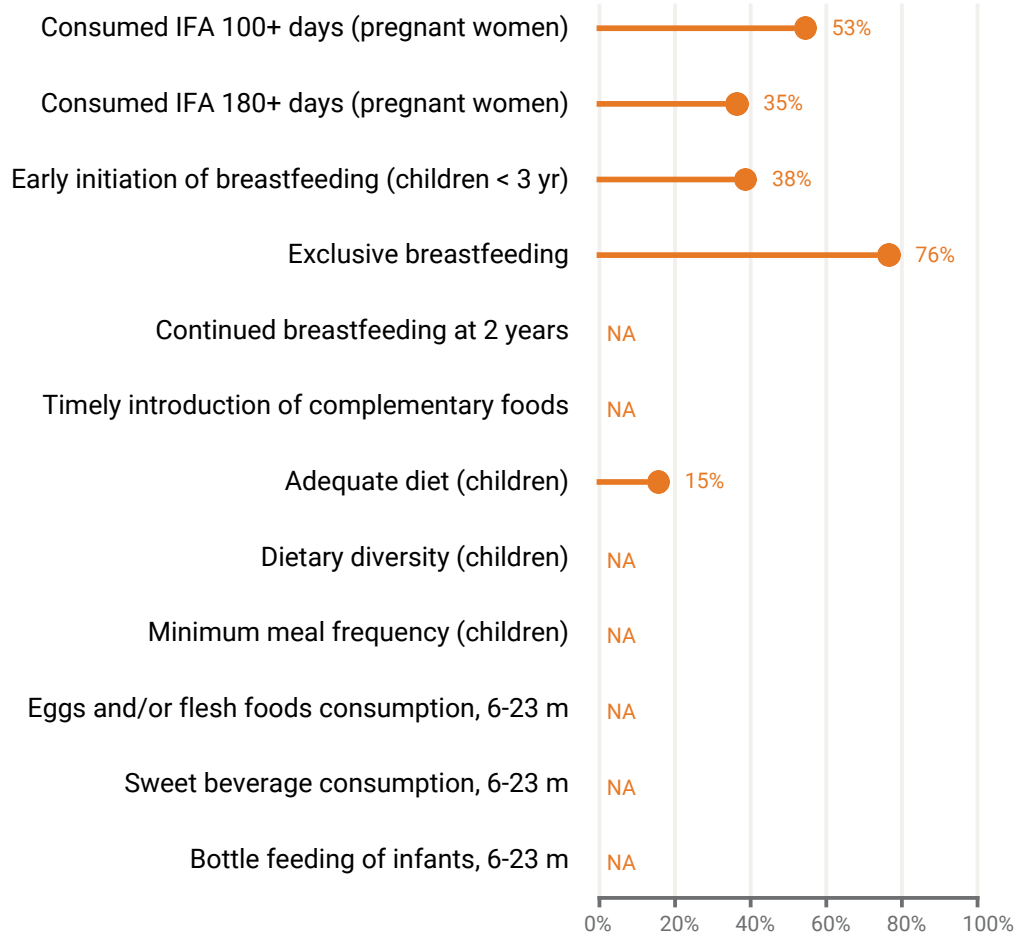 Consumed IFA 100+ days (pregnant women) 53%
Consumed IFA 180+ days (pregnant women) 35%
Early initiation of breastfeeding (children < 3 yr) 38%
Exclusive breastfeeding 76%
Continued breastfeeding at 2 years NA
Timely introduction of complementary foods NA
Adequate diet (children) 15%
Dietary diversity (children) NA
Minimum meal frequency (children) NA
Eggs and/or flesh foods consumption, 6-23 m NA
Sweet beverage consumption, 6-23 m NA
Bottle feeding of infants, 6-23 m NA
0% 20% 40% 60% 80% 100%